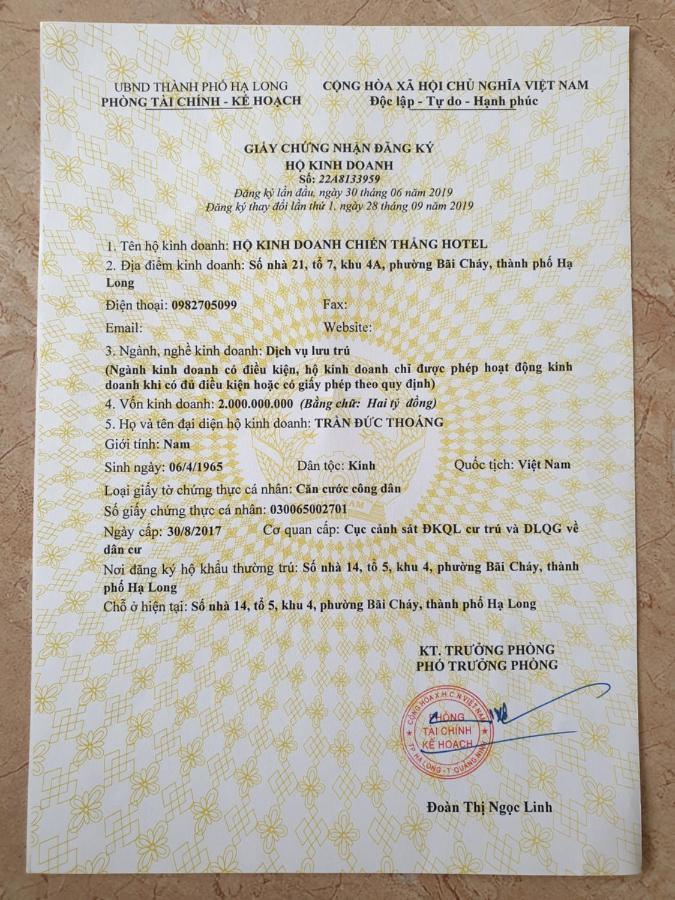 UBND THÀNH PHỐ HẠ LONG
PHÒNG TÀI CHÍNH - KẾ HOẠCH
CỘNG HÒA XÃ HỘI CHỦ NGHĨA VIỆT NAM
Độc lập - Tự do - Hạnh phúc
GIẤY CHỨNG NHẬN ĐĂNG KÝ
HỘ KINH DOANH
Số: 22A8133959
Đăng ký lần đầu, ngày 30 tháng 06 năm 2019
Đăng ký thay đổi lần thứ 1, ngày 28 tháng 09 năm 2019
1. Tên hộ kinh doanh: HỘ KINH DOANH CHIẾN THẮNG HOTEL
2. Địa điểm kinh doanh: Số nhà 21, tổ 7, khu 4A, phường Bãi Cháy, thành phố Hạ
Long
Điện thoại: 0982705099 Fax:
Email: Website:
3. Ngành, nghề kinh doanh: Dịch vụ lưu trú
(Ngành kinh doanh có điều kiện, hộ kinh doanh chỉ được phép hoạt động kinh
doanh khi có đủ điều kiện hoặc có giấy phép theo quy định)
4. Vốn kinh doanh: 2.000.000.000 (Bằng chữ: Hai tỷ đồng)
5. Họ và tên đại diện hộ kinh doanh: TRẦN ĐỨC THOẢNG
Giới tính: Nam
Sinh ngày: 06/4/1965 Dân tộc: Kinh Quốc tịch: Việt Nam
Loại giấy tờ chứng thực cá nhân: Căn cước công dân
Số giấy chứng thực cá nhân: 030065002701
Ngày cấp: 30/8/2017 Cơ quan cấp: Cục cảnh sát ĐKQL cư trú và DLQG về
dân cư
Nơi đăng ký hộ khẩu thường trú: Số nhà 14, tổ 5, khu 4, phường Bãi Cháy, thành
phố Hạ Long
Chỗ ở hiện tại: Số nhà 14, tổ 5, khu 4, phường Bãi Cháy, thành phố Hạ Long
KT. TRƯỞNG PHÒNG
PHÓ TRƯỞNG PHÒNG
CỘNG HÒA X.H.C.N VIỆT NAM
PHÒNG
TÀI CHÍNH
KẾ HOẠCH
TP HẠ LONG - T.QUẢNG NINH
Đoàn Thị Ngọc Linh